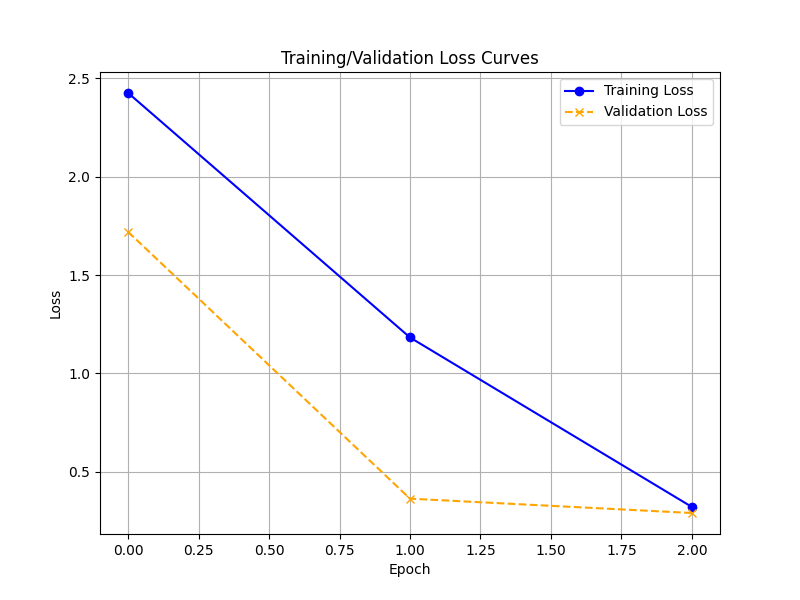 Training/Validation Loss Curves
Training Loss
Validation Loss
2.5
2.0
1.5
1.0
0.5
Loss
0.00 0.25 0.50 0.75 1.00 1.25 1.50 1.75 2.00
Epoch